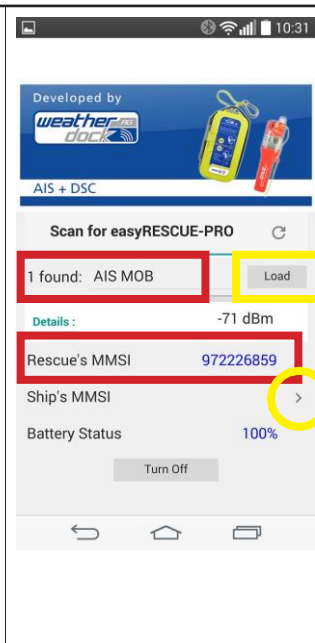 10:31
Developed by
weather AG
dock
AIS + DSC
Scan for easyRESCUE-PRO
1 found: AIS MOB Load
Details : -71 dBm
Rescue's MMSI 972226859
Ship's MMSI >
Battery Status 100%
Turn Off